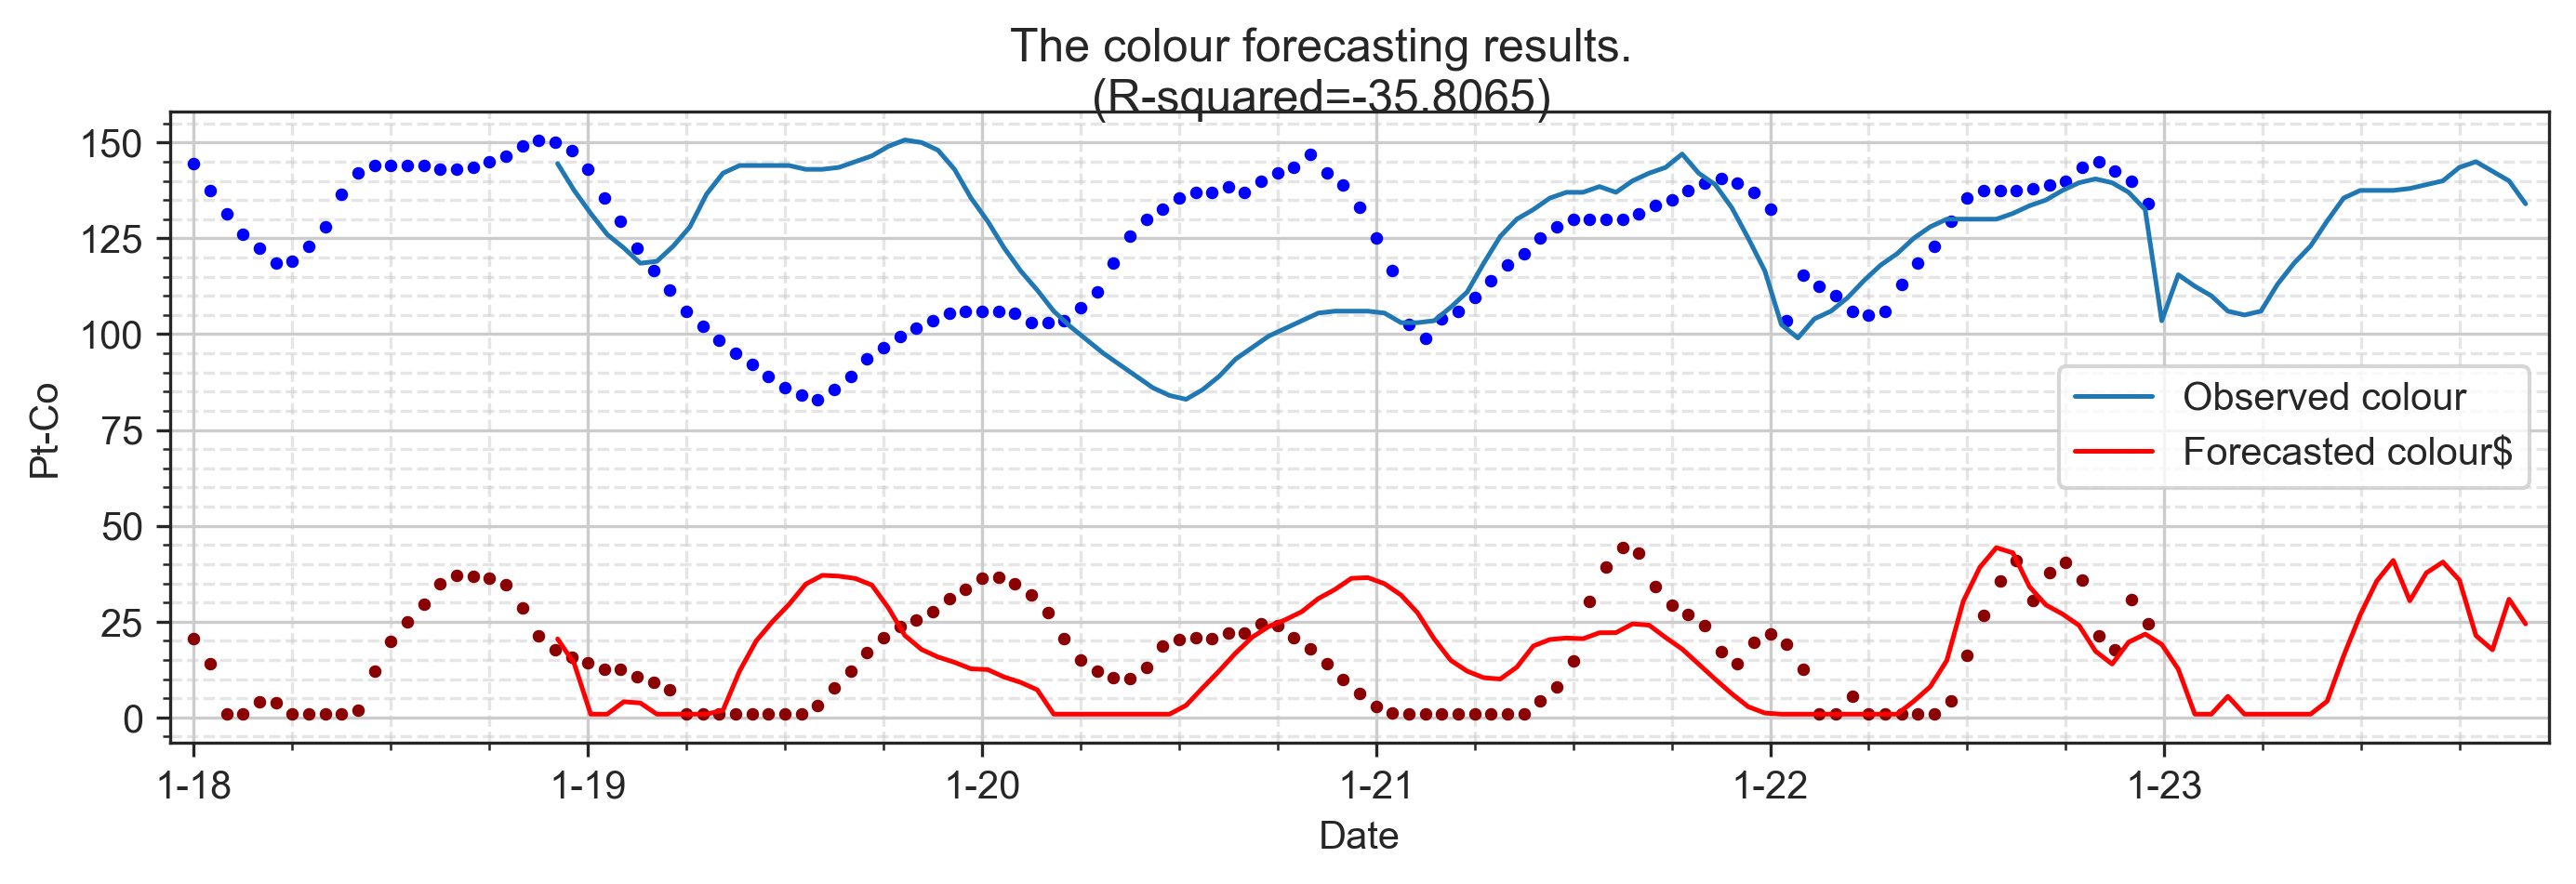 The colour forecasting results.
(R-squared=-35.8065)
150
125
100
75
50
25
0
Pt-Co
Observed colour
Forecasted colour$
1-18
1-19
1-20
1-21
1-22
1-23
Date